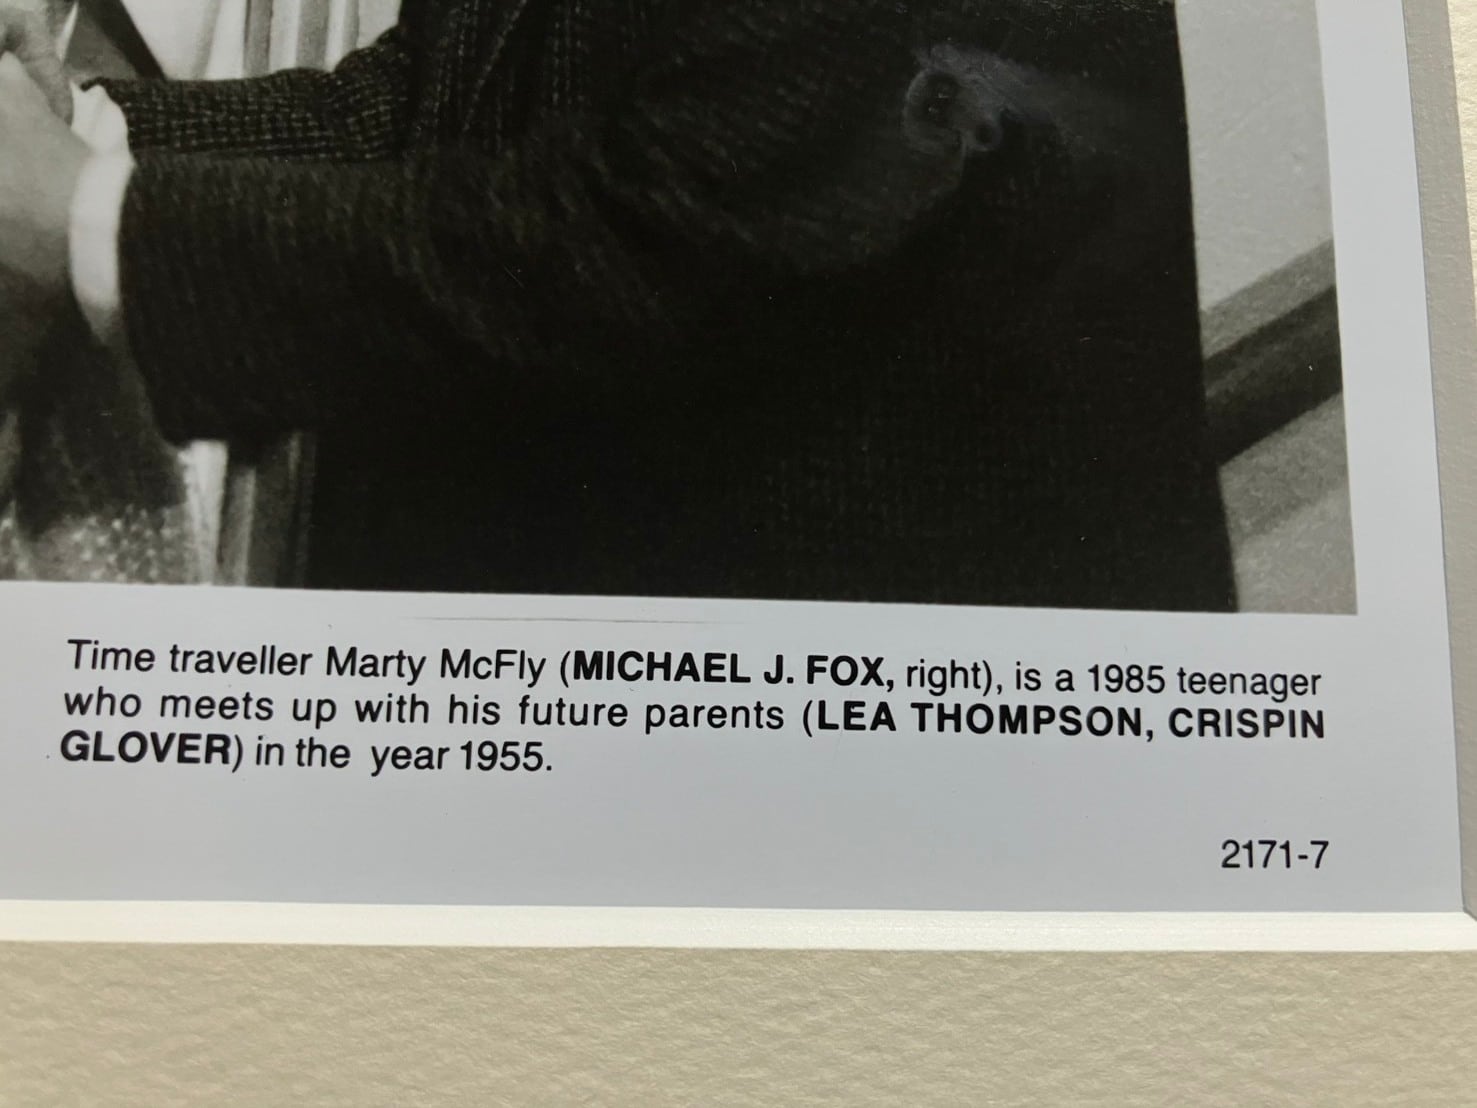 Time traveller Marty McFly (MICHAEL J. FOX, right), is a 1985 teenager
who meets up with his future parents (LEA THOMPSON, CRISPIN
GLOVER) in the year 1955.
2171-7